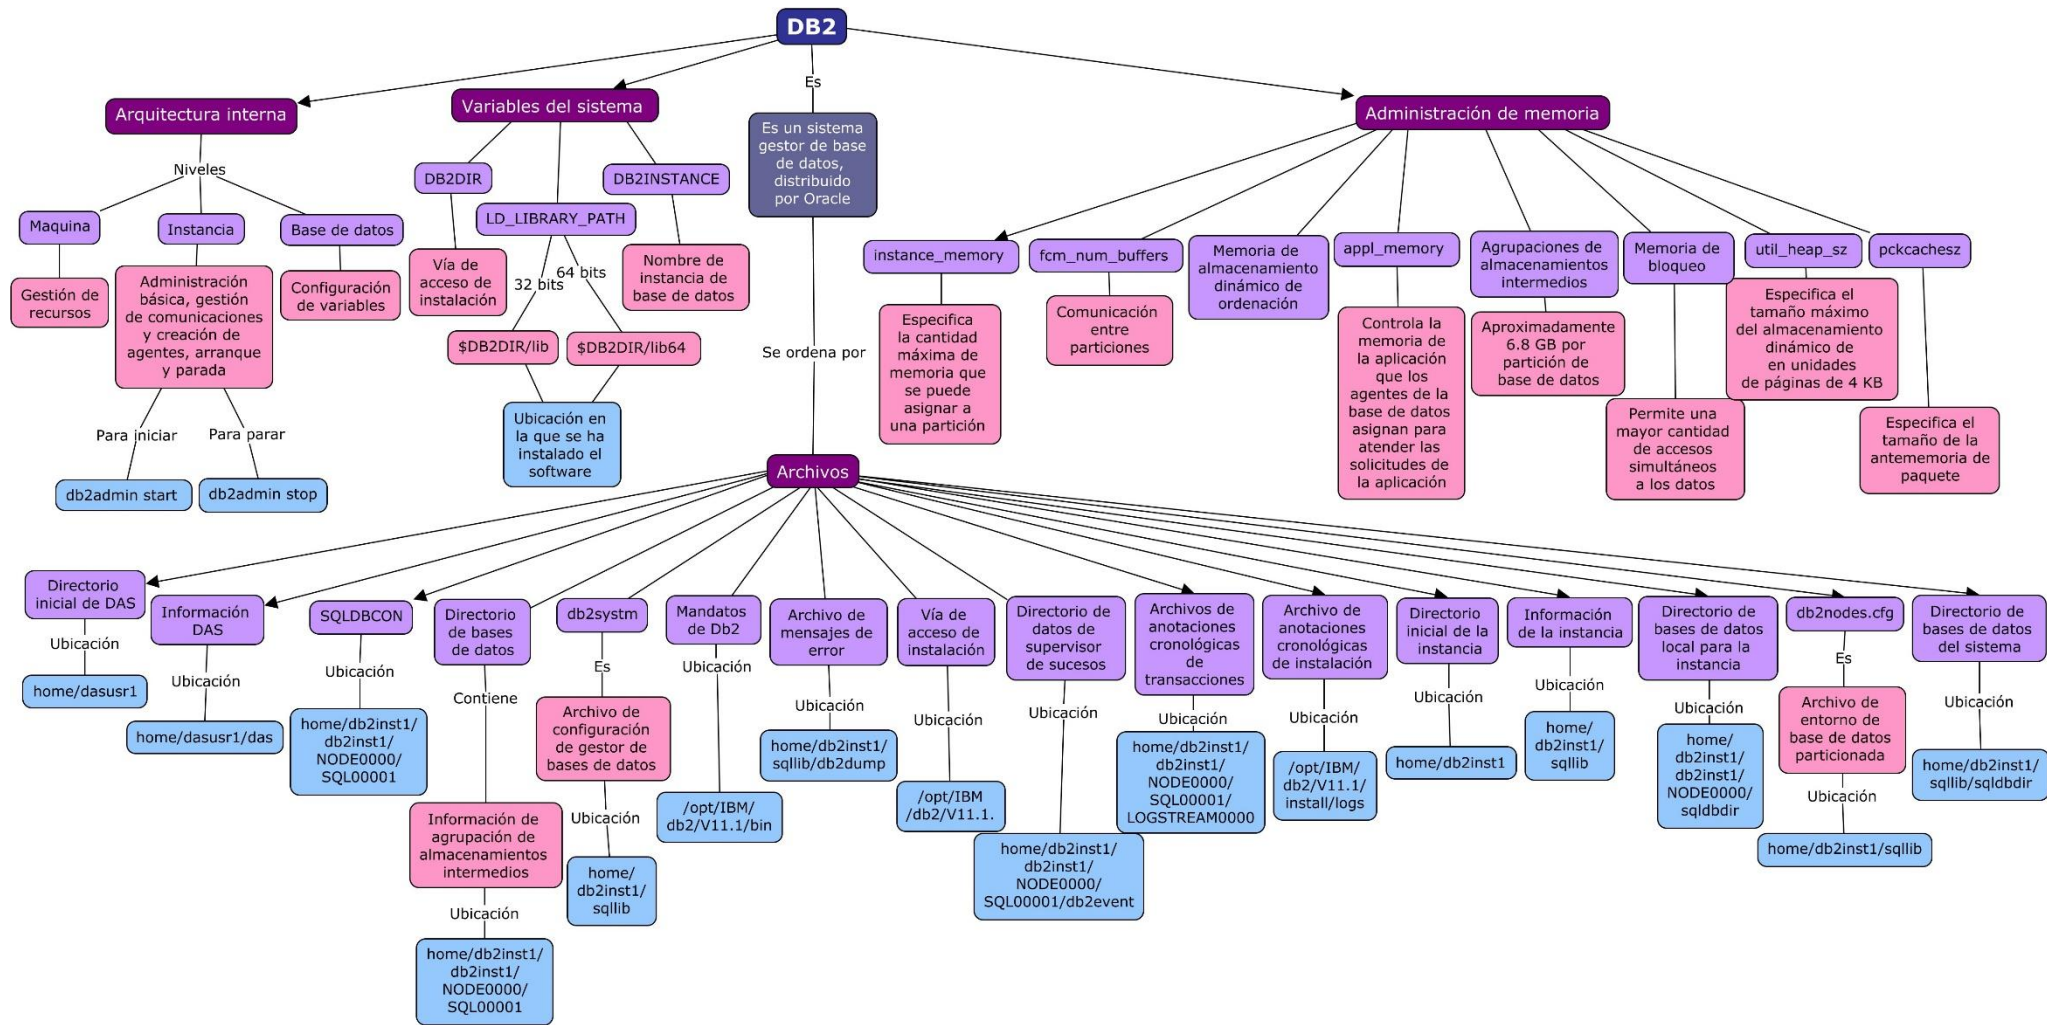 DB2
Es
Arquitectura interna
Variables del sistema
Es un sistema
gestor de base
de datos,
distribuido
por Oracle
Administración de memoria
Niveles
Maquina
Instancia
Base de datos
Gestión de
recursos
Administración
básica, gestión
de comunicaciones
y creación de
agentes, arranque
y parada
Configuración
de variables
Para iniciar
Para parar
db2admin start
db2admin stop
DB2DIR
LD_LIBRARY_PATH
DB2INSTANCE
Vía de
acceso de
instalación
32 bits
64 bits
Nombre de
instancia de
base de datos
$DB2DIR/lib
$DB2DIR/lib64
Ubicación en
la que se ha
instalado el
software
Se ordena por
instance_memory
fcm_num_buffers
Memoria de
almacenamiento
dinámico de
ordenación
appl_memory
Agrupaciones de
almacenamientos
intermedios
Memoria de
bloqueo
util_heap_sz
pckcachesz
Especifica
la cantidad
máxima de
memoria que
se puede
asignar a
una partición
Comunicación
entre
particiones
Controla la
memoria de
la aplicación
que los
agentes de la
base de datos
asignan para
atender las
solicitudes de
la aplicación
Aproximadamente
6.8 GB por
partición de
base de datos
Permite una
mayor cantidad
de accesos
simultáneos
a los datos
Especifica el
tamaño máximo
del almacenamiento
dinámico de
en unidades
de páginas de 4 KB
Especifica el
tamaño de la
antememoria de
paquete
Archivos
Directorio
inicial de DAS
Ubicación
home/dasusr1
Información
DAS
Ubicación
home/dasusr1/das
SQLDBCON
Ubicación
home/db2inst1/
db2inst1/
NODE0000/
SQL00001
Directorio
de bases
de datos
Contiene
Información de
agrupación de
almacenamientos
intermedios
Ubicación
home/db2inst1/
db2inst1/
NODE0000/
SQL00001
db2systm
Es
Archivo de
configuración
de gestor de
bases de datos
Ubicación
home/
db2inst1/
sqllib
Mandatos
de Db2
Ubicación
/opt/IBM/
db2/V11.1/bin
Archivo de
mensajes de
error
Ubicación
home/db2inst1/
sqllib/db2dump
Vía de
acceso de
instalación
Ubicación
/opt/IBM
/db2/V11.1.
Directorio de
datos de
supervisor
de sucesos
Ubicación
home/db2inst1/
db2inst1/
NODE0000/
SQL00001/db2event
Archivos de
anotaciones
cronológicas
de
transacciones
Ubicación
home/db2inst1/
db2inst1/
NODE0000/
SQL00001/
LOGSTREAM0000
Archivo de
anotaciones
cronológicas
de instalación
Ubicación
/opt/IBM/
db2/V11.1/
install/logs
Directorio
inicial de la
instancia
Ubicación
home/db2inst1
Información
de la instancia
Ubicación
home/
db2inst1/
sqllib
Directorio de
bases de datos
local para la
instancia
Ubicación
home/
db2inst1/
db2inst1/
NODE0000/
sqldbdir
db2nodes.cfg
Es
Archivo de
entorno de
base de datos
particionada
Ubicación
home/db2inst1/sqllib
Directorio de
bases de datos
del sistema
Ubicación
home/db2inst1/
sqllib/sqldbdir